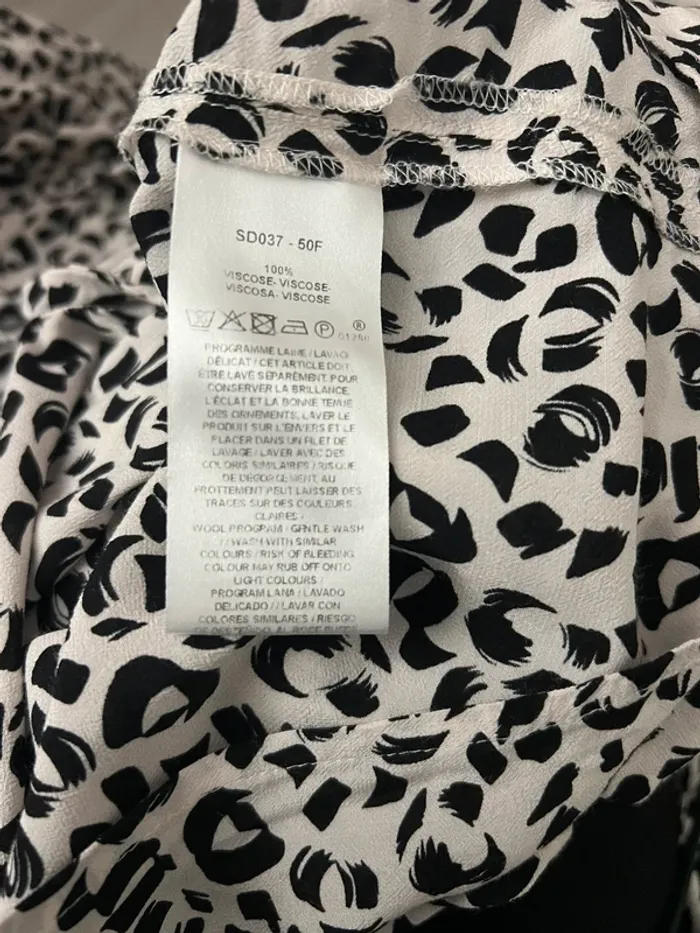 SD037 - 50F
100%
VISCOSE- VISCOSE-
VISCOSA- VISCOSE
P ®
PROGRAMME LAINE / LAVAG
DÉLICAT / CET ARTICLE DOIT
ÊTRE LAVÉ SÉPARÉMENT POUR
CONSERVER LA BRILLANCE,
L'ÉCLAT ET LA BONNE TENUE
DES ORNEMENTS, LAVER LE
PRODUIT SUR L'ENVERS ET LE
PLACER DANS UN FILET DE
LAVAGE / LAVER AVEC DES
COLORIS SIMILAIRES / RISQUE
DE DÉGORGEMENT, AU
FROTTEMENT PEUT LAISSER DES
TRACES SUR DES COULEURS
CLAIRES -
WOOL PROGRAM / GENTLE WASH
/ WASH WITH SIMILAR
COLOURS / RISK OF BLEEDING
COLOUR MAY RUB OFF ONTO
LIGHT COLOURS /
PROGRAM LANA / LAVADO
DELICADO / / LAVAR CON
COLORES SIMILARES / RIESGO